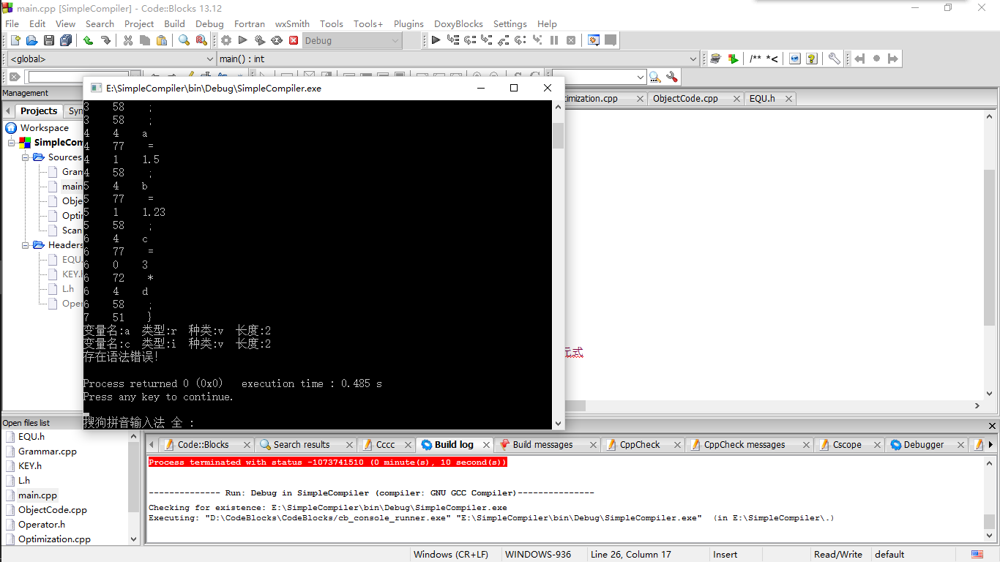 main.cpp [SimpleCompiler] - Code::Blocks 13.12
File Edit View Search Project Build Debug Fortran wxSmith Tools Tools+ Plugins DoxyBlocks Settings Help
Debug
<global> main() : int /** *<
Management
Projects Syn
Workspace
SimpleCom
Sources
Gran
main
Obje
Opti
Scan
Headers
EQU.
KEY.h
L.h
Oper
E:\SimpleCompiler\bin\Debug\SimpleCompiler.exe
timization.cpp ObjectCode.cpp EQU.h
3 58 ;
3 58 ;
4 4 a
4 77 =
4 1 1.5
4 58 ;
5 4 b
5 77 =
5 1 1.23
5 58 ;
6 4 c
6 77 =
6 0 3
6 72 *
6 4 d
6 58 ;
7 51 }
变量名:a 类型:r 种类:v 长度:2
变量名:c 类型:i 种类:v 长度:2
存在语法错误!
Process returned 0 (0x0) execution time : 0.485 s
Press any key to continue.
搜狗拼音输入法 全 :
元式
Open files list
EQU.h
Grammar.cpp
KEY.h
L.h
main.cpp
ObjectCode.cpp
Operator.h
Optimization.cpp
Code::Blocks Search results Cccc Build log Build messages CppCheck CppCheck messages Cscope Debugger
Process terminated with status -1073741510 (0 minute(s), 10 second(s))
-------------- Run: Debug in SimpleCompiler (compiler: GNU GCC Compiler)---------------
Checking for existence: E:\SimpleCompiler\bin\Debug\SimpleCompiler.exe
Executing: "D:\CodeBlocks\CodeBlocks/cb_console_runner.exe" "E:\SimpleCompiler\bin\Debug\SimpleCompiler.exe" (in E:\SimpleCompiler\.)
Windows (CR+LF) WINDOWS-936 Line 26, Column 17 Insert Read/Write default